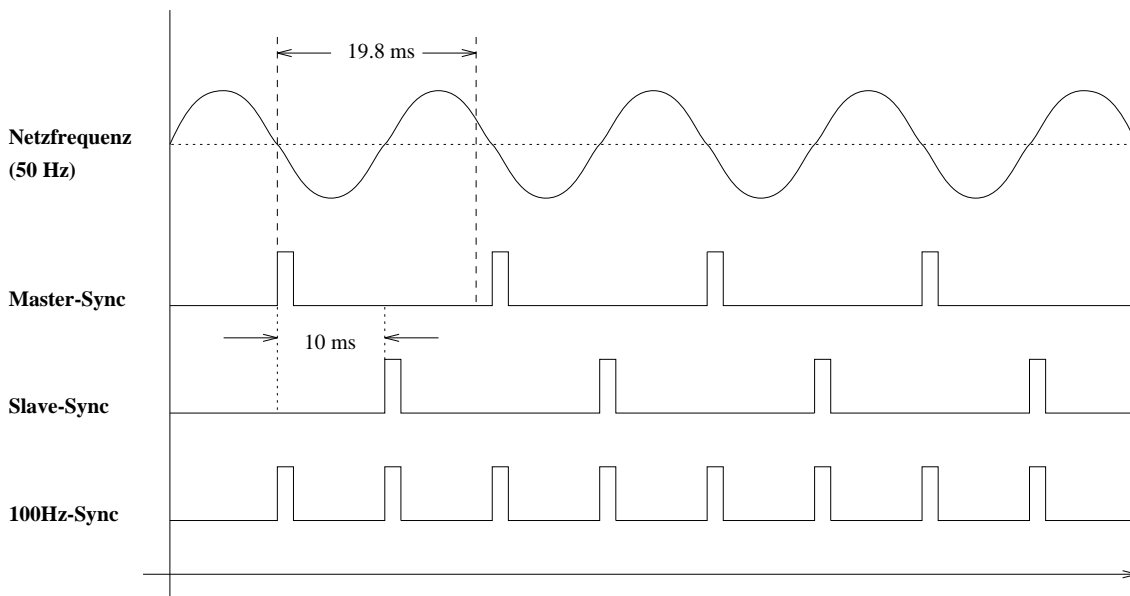 19.8 ms
Netzfrequenz
(50 Hz)
Master-Sync
10 ms
Slave-Sync
100Hz-Sync